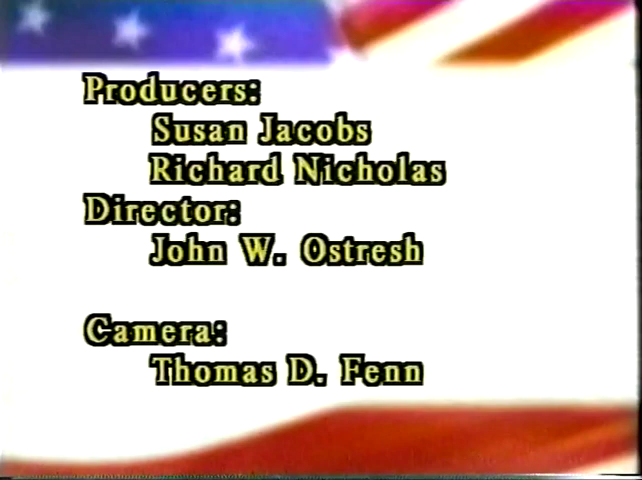 Producers:
Susan Jacobs
Richard Nicholas
Director:
John W. Ostresh
Camera:
Thomas D. Fenn